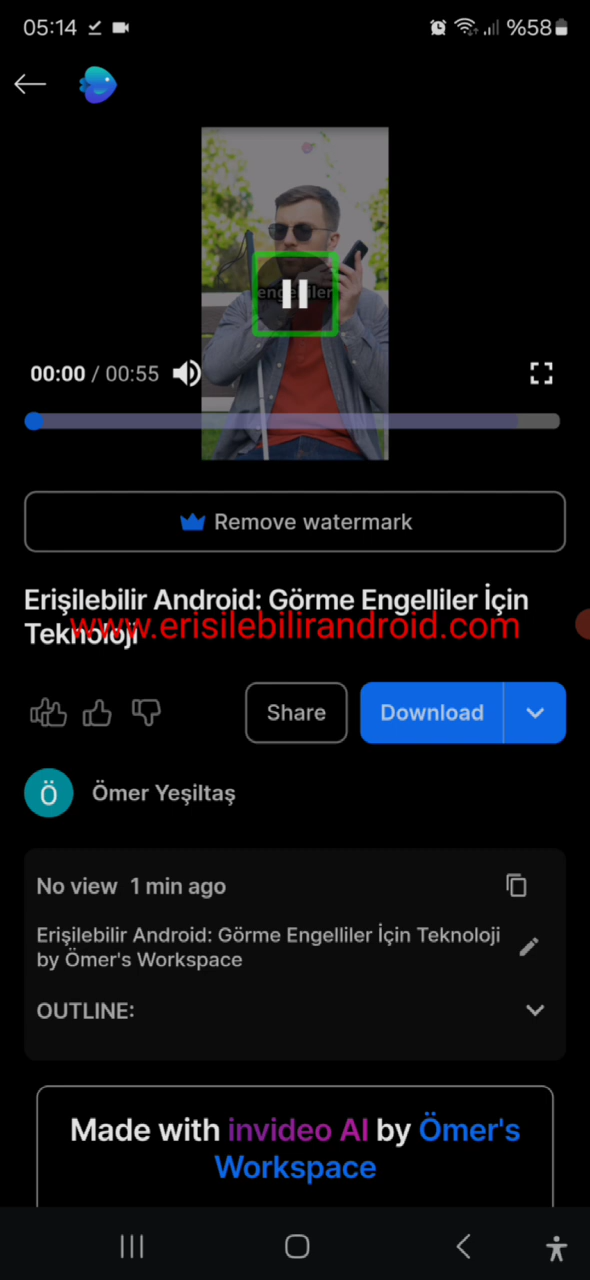 05:14
%58
engelliler
00:00 / 00:55
Remove watermark
Erişilebilir Android: Görme Engelliler İçin
Teknoloji
www.erisilebilirandroid.com
Share
Download
Ö
Ömer Yeşiltaş
No view 1 min ago
Erişilebilir Android: Görme Engelliler İçin Teknoloji
by Ömer's Workspace
OUTLINE:
Made with invideo AI by Ömer's
Workspace